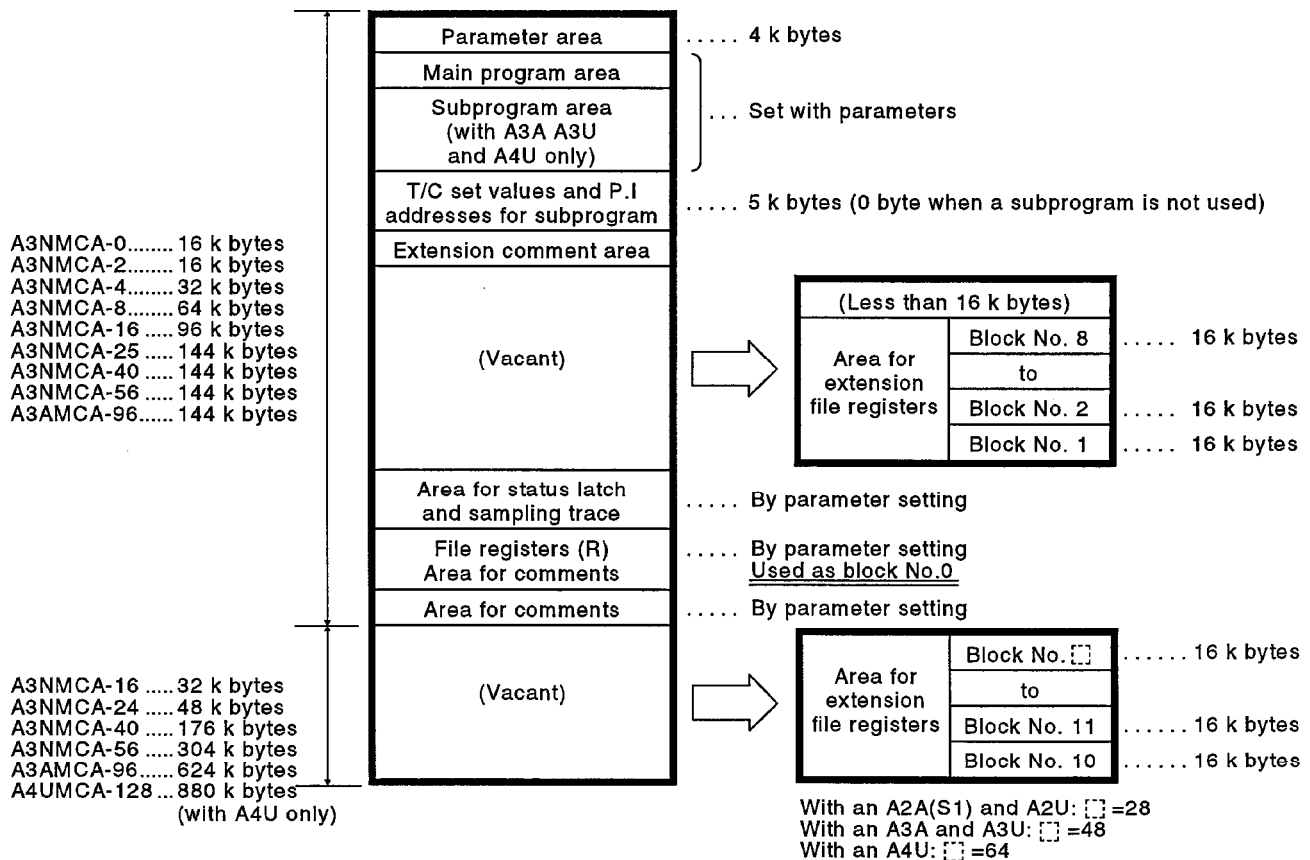 Parameter area ..... 4 k bytes
Main program area
Subprogram area
(with A3A A3U
and A4U only)
... Set with parameters
T/C set values and P.I
addresses for subprogram
..... 5 k bytes (0 byte when a subprogram is not used)
Extension comment area
A3NMCA-0........ 16 k bytes
A3NMCA-2........ 16 k bytes
A3NMCA-4........ 32 k bytes
A3NMCA-8........ 64 k bytes
A3NMCA-16 ..... 96 k bytes
A3NMCA-25 ..... 144 k bytes
A3NMCA-40 ..... 144 k bytes
A3NMCA-56 ..... 144 k bytes
A3AMCA-96...... 144 k bytes
(Vacant)
(Less than 16 k bytes)
Area for
extension
file registers
Block No. 8 ..... 16 k bytes
to
Block No. 2 ..... 16 k bytes
Block No. 1 ..... 16 k bytes
Area for status latch
and sampling trace
..... By parameter setting
File registers (R)
Area for comments
..... By parameter setting
Used as block No.0
Area for comments ..... By parameter setting
A3NMCA-16 ..... 32 k bytes
A3NMCA-24 ..... 48 k bytes
A3NMCA-40 ..... 176 k bytes
A3NMCA-56 ..... 304 k bytes
A3AMCA-96...... 624 k bytes
A4UMCA-128... 880 k bytes
(with A4U only)
(Vacant)
Area for
extension
file registers
Block No. [] ...... 16 k bytes
to
Block No. 11 ...... 16 k bytes
Block No. 10 ...... 16 k bytes
With an A2A(S1) and A2U: [] =28
With an A3A and A3U: [] =48
With an A4U: [] =64